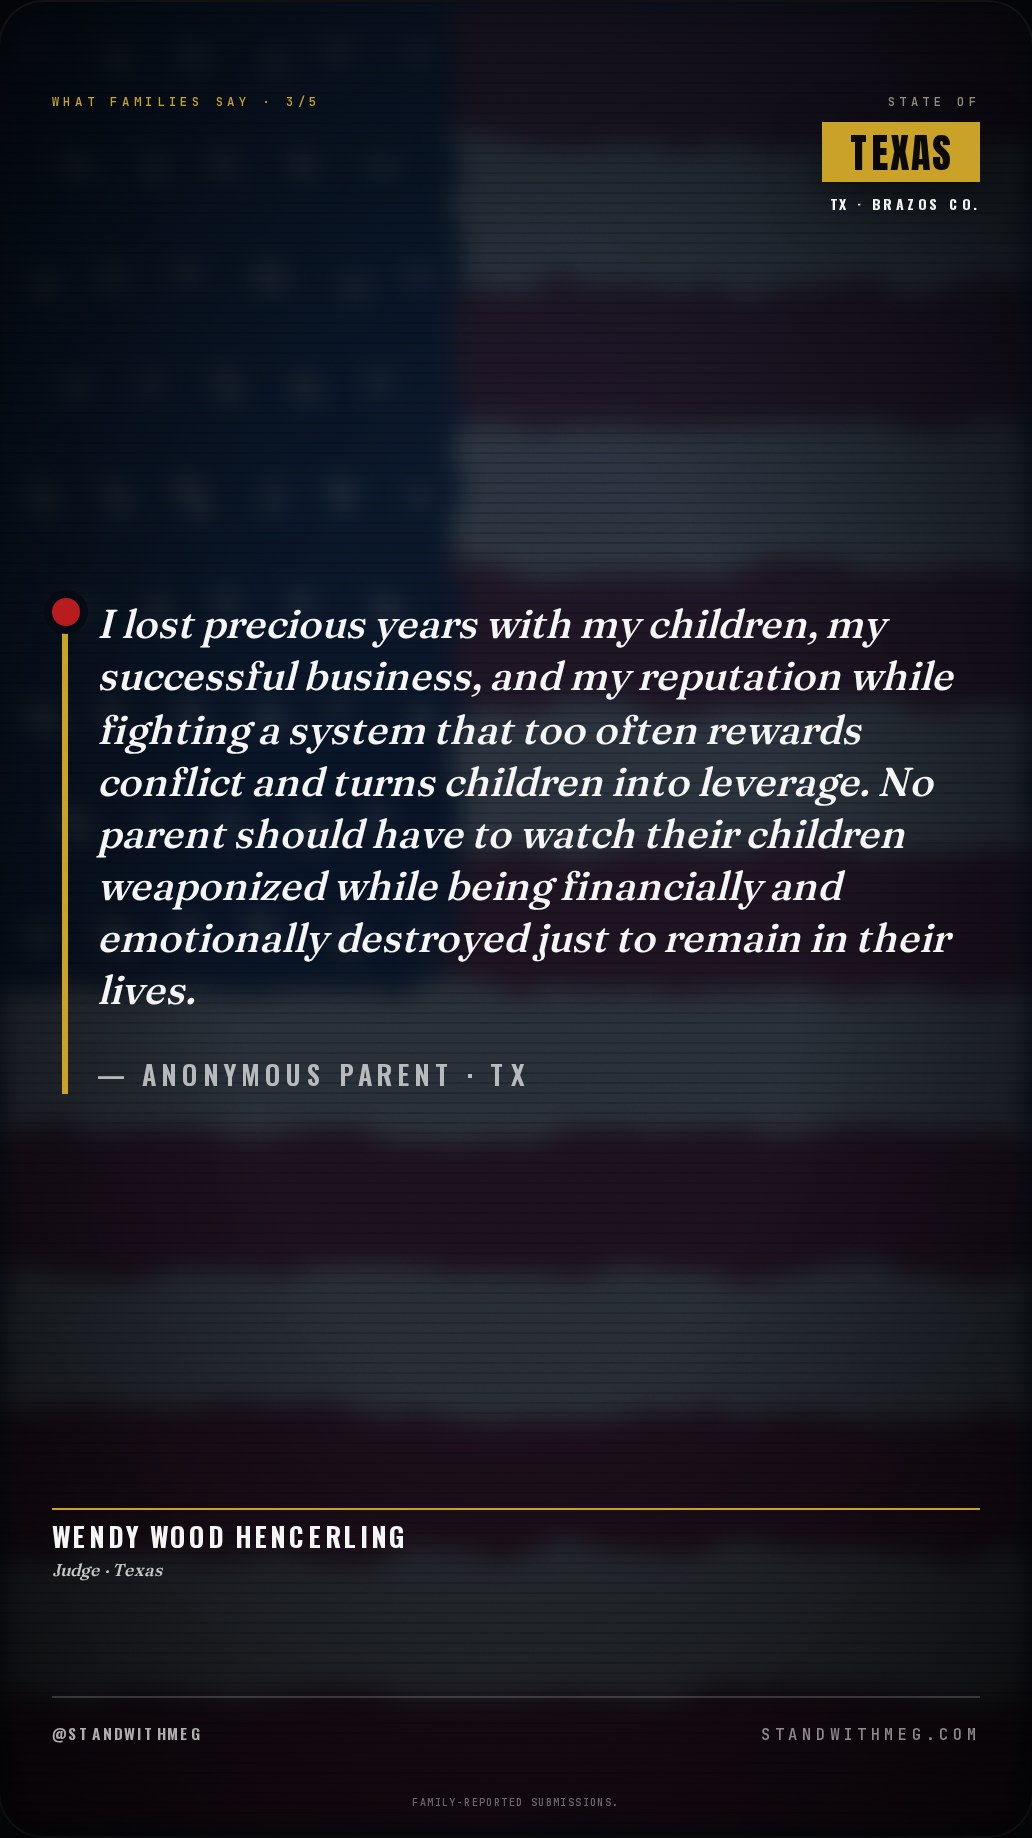 WHAT FAMILIES SAY · 3/5
STATE OF
TEXAS
TX · BRAZOS CO.
I lost precious years with my children, my
successful business, and my reputation while
fighting a system that too often rewards
conflict and turns children into leverage. No
parent should have to watch their children
weaponized while being financially and
emotionally destroyed just to remain in their
lives.
— ANONYMOUS PARENT · TX
WENDY WOOD HENCERLING
Judge · Texas
@STANDWITHMEG
STANDWITHMEG.COM
FAMILY-REPORTED SUBMISSIONS.